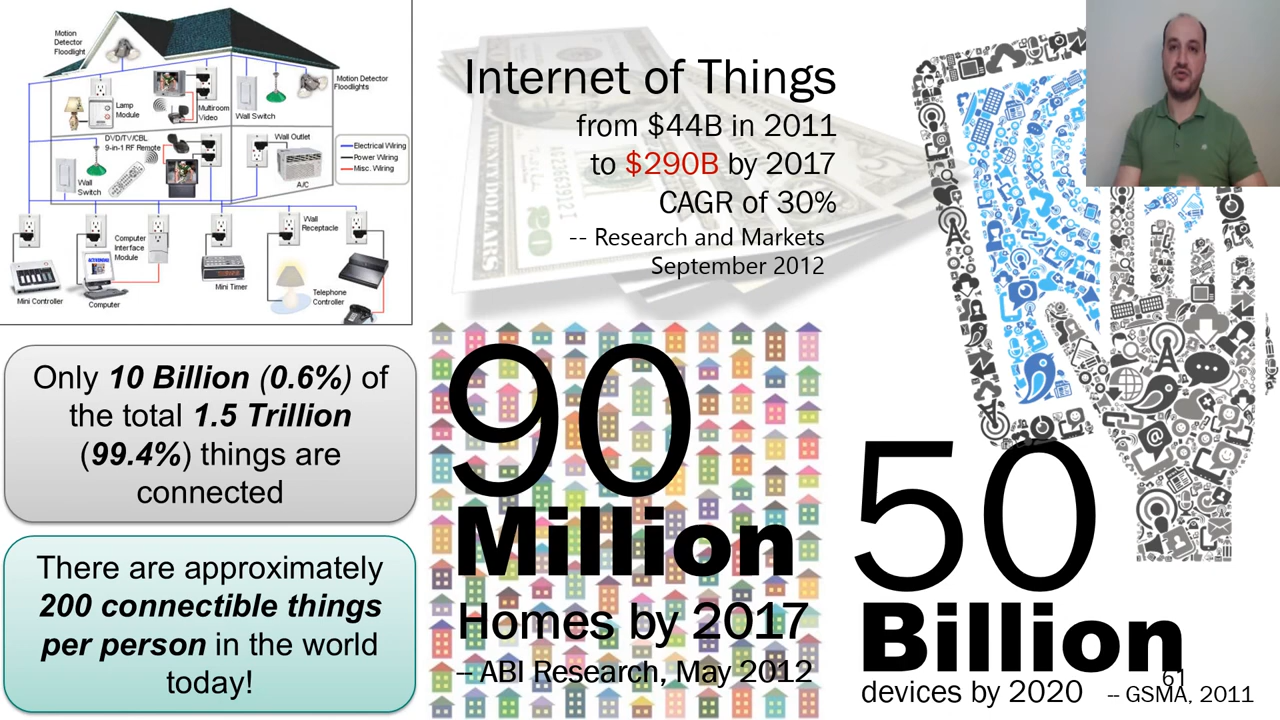 Motion
Detector
Floodlight
Motion Detector
Floodlights
Lamp
Module
Multiroom
Video
Wall Switch
DVD/TV/CBL
9-in-1 RF Remote
Wall Outlet
A/C
Wall
Switch
Electrical Wiring
Power Wiring
Misc. Wiring
Computer
Interface
Module
Wall
Receptacle
Mini Controller
Computer
Mini Timer
Telephone
Controller
Only 10 Billion (0.6%) of
the total 1.5 Trillion
(99.4%) things are
connected
There are approximately
200 connectible things
per person in the world
today!
Internet of Things
from $44B in 2011
to $290B by 2017
CAGR of 30%
-- Research and Markets
September 2012
90
Million
Homes by 2017
– ABI Research, May 2012
50
Billion
devices by 2020 -- GSMA, 2011
61